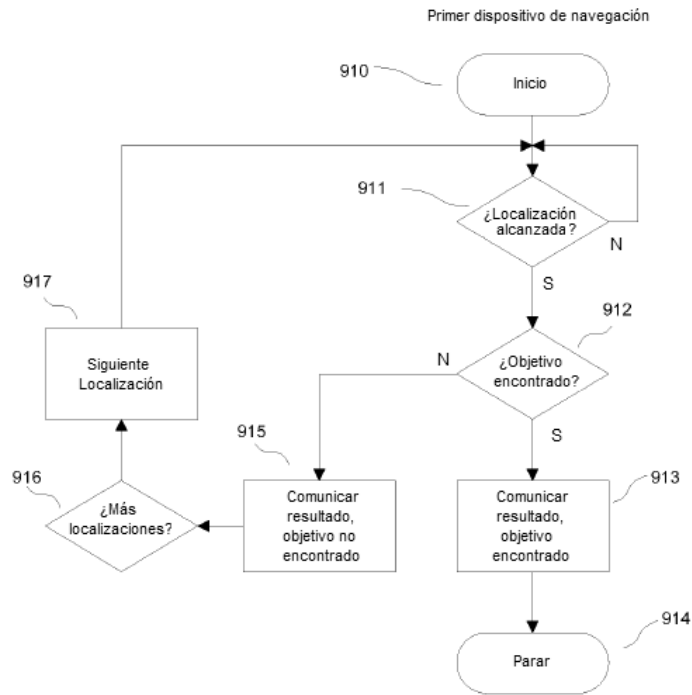 Primer dispositivo de navegación
910
Inicio
911
¿Localización
alcanzada?
N
S
917
912
Siguiente
Localización
N
¿Objetivo
encontrado?
S
915
916
913
¿Más
localizaciones?
Comunicar
resultado,
objetivo no
encontrado
Comunicar
resultado,
objetivo
encontrado
914
Parar